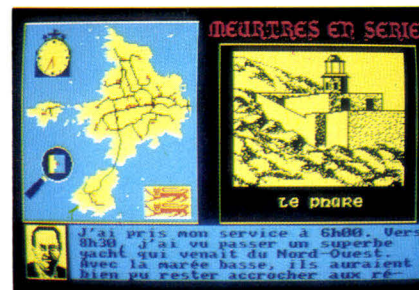 MEURTRES EN SERIE
Le phare
J'ai pris mon service à 6h00. Vers
8h30, j'ai vu passer un superbe
yacht qui venait du Nord-Ouest.
Avec la marée basse, ils auraient
bien pu rester accrocher aux ré-